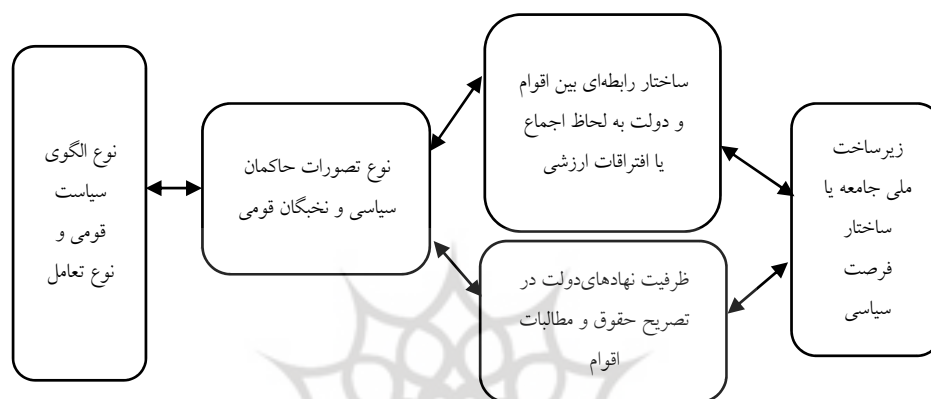 زیرساخت
ملی جامعه یا
ساختار
فرصت
سیاسی
ساختار رابطه‌ای بین اقوام
و دولت به لحاظ اجماع
یا افتراقات ارزشی
ظرفیت نهادهای‌دولت در
تصریح حقوق و مطالبات
اقوام
نوع تصورات حاکمان
سیاسی و نخبگان قومی
نوع الگوی
سیاست
قومی و
نوع تعامل